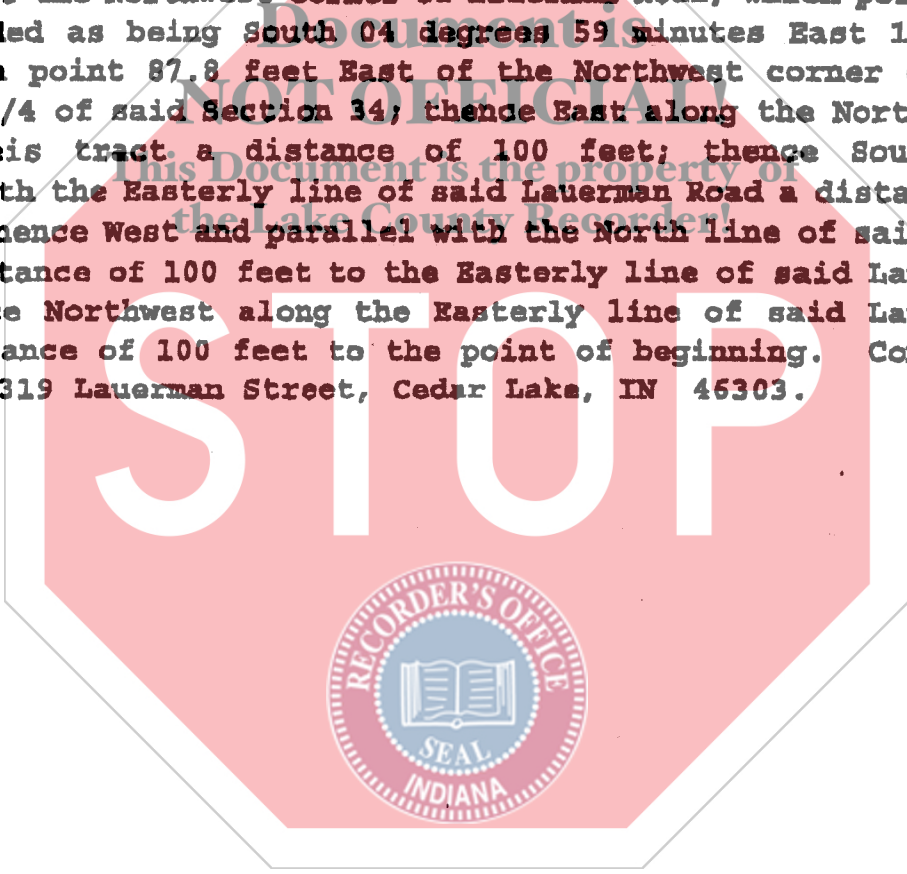 Document is
ied as being South 04 degrees 59 minutes East 1
point 87.8 feet East of the Northwest corner
/4 of said Section 34; thence East along the Nort
NOT OFFICIAL!
is tract a distance of 100 feet; thence Sou
This Document is the property of
th the Easterly line of said Lauerman Road a dista
the Lake County Recorder!
hence West and parallel with the North line of sai
tance of 100 feet to the Easterly line of said La
e Northwest along the Easterly line of said La
ance of 100 feet to the point of beginning. Co
319 Lauerman Street, Cedar Lake, IN 46303.
STOP
RECORDER'S OFFICE
SEAL
INDIANA